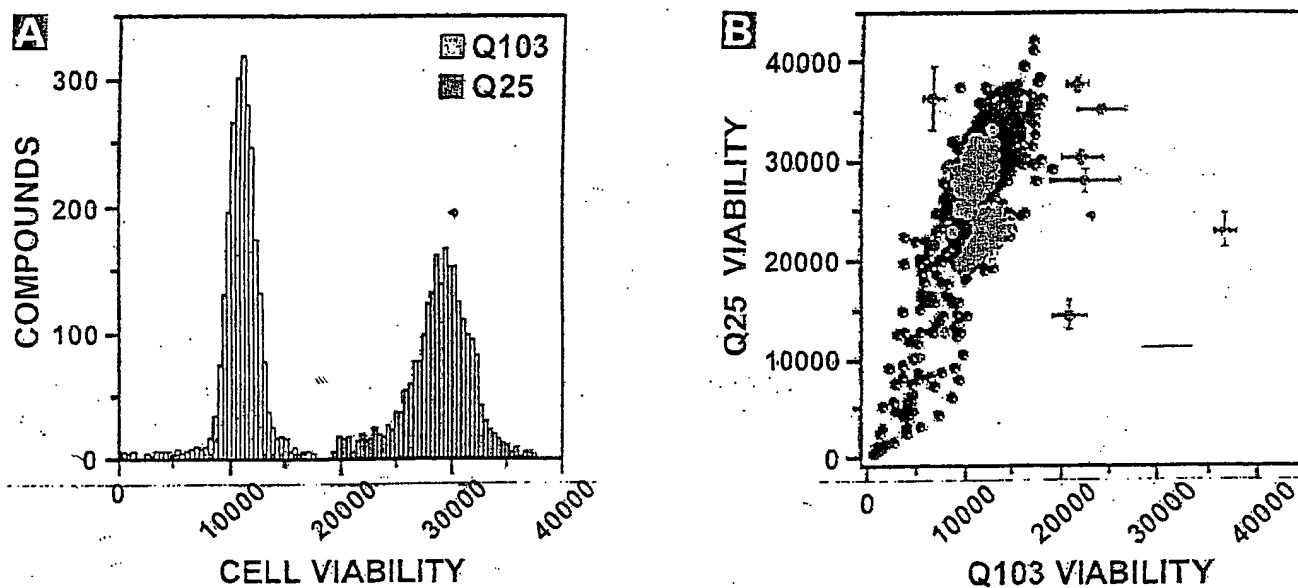 A
Q103
Q25
COMPOUNDS
300
200
100
0
0
10000
20000
30000
40000
CELL VIABILITY
B
Q25 VIABILITY
40000
30000
20000
10000
0
0
10000
20000
30000
40000
Q103 VIABILITY